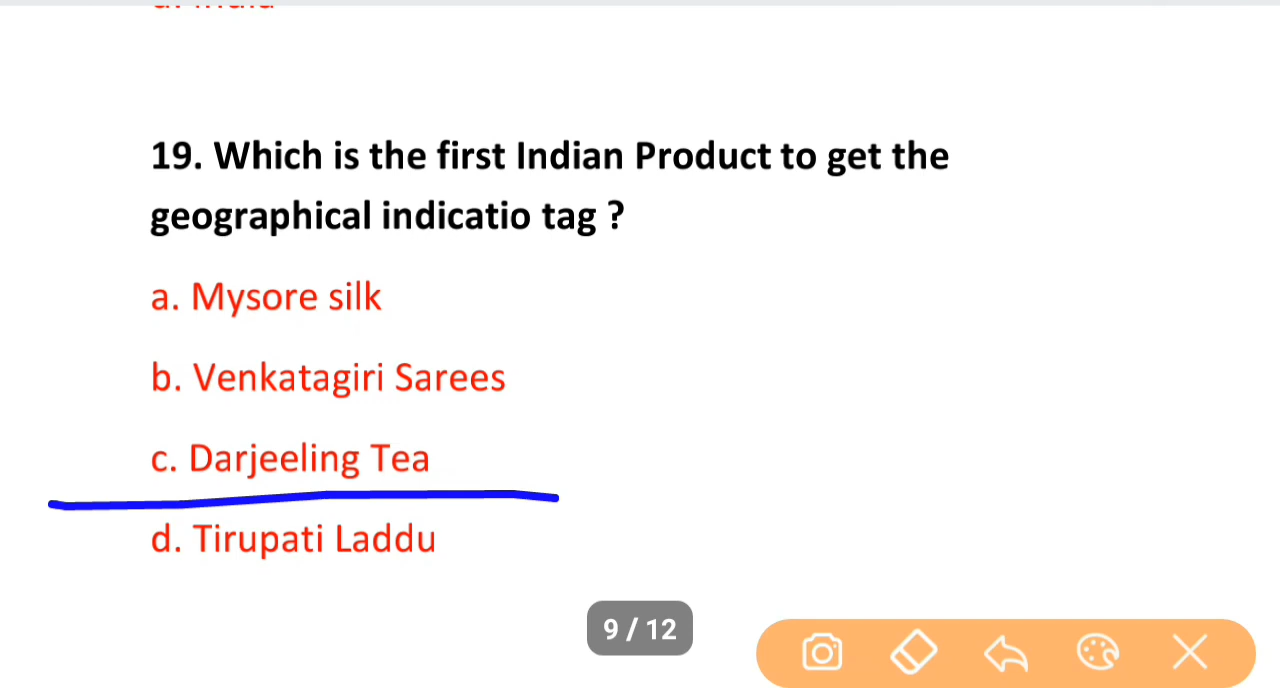 19. Which is the first Indian Product to get the
geographical indicatio tag ?
a. Mysore silk
b. Venkatagiri Sarees
c. Darjeeling Tea
d. Tirupati Laddu
9 / 12